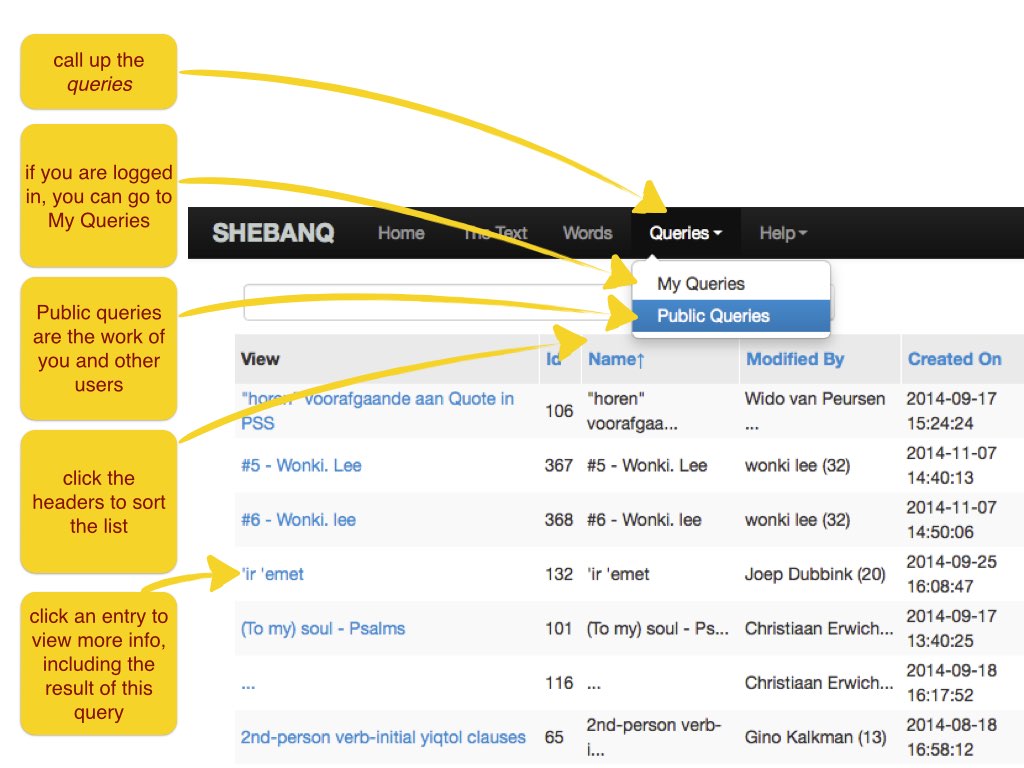 call up the
queries
if you are logged
in, you can go to
My Queries
Public queries
are the work of
you and other
users
click the
headers to sort
the list
click an entry to
view more info,
including the
result of this
query
SHEBANQ Home The Text Words Queries Help
My Queries
Public Queries
View Id Name↑ Modified By Created On
"horen" voorafgaande aan Quote in
PSS
106
"horen"
voorafgaa...
Wido van Peursen
...
2014-09-17
15:24:24
#5 - Wonki. Lee 367 #5 - Wonki. Lee wonki lee (32)
2014-11-07
14:40:13
#6 - Wonki. lee 368 #6 - Wonki. lee wonki lee (32)
2014-11-07
14:50:06
'ir 'emet 132 'ir 'emet Joep Dubbink (20)
2014-09-25
16:08:47
(To my) soul - Psalms 101 (To my) soul - Ps... Christiaan Erwich...
2014-09-17
13:40:25
... 116 ... Christiaan Erwich...
2014-09-18
16:17:52
2nd-person verb-initial yiqtol clauses 65
2nd-person verb-
i...
Gino Kalkman (13)
2014-08-18
16:58:12